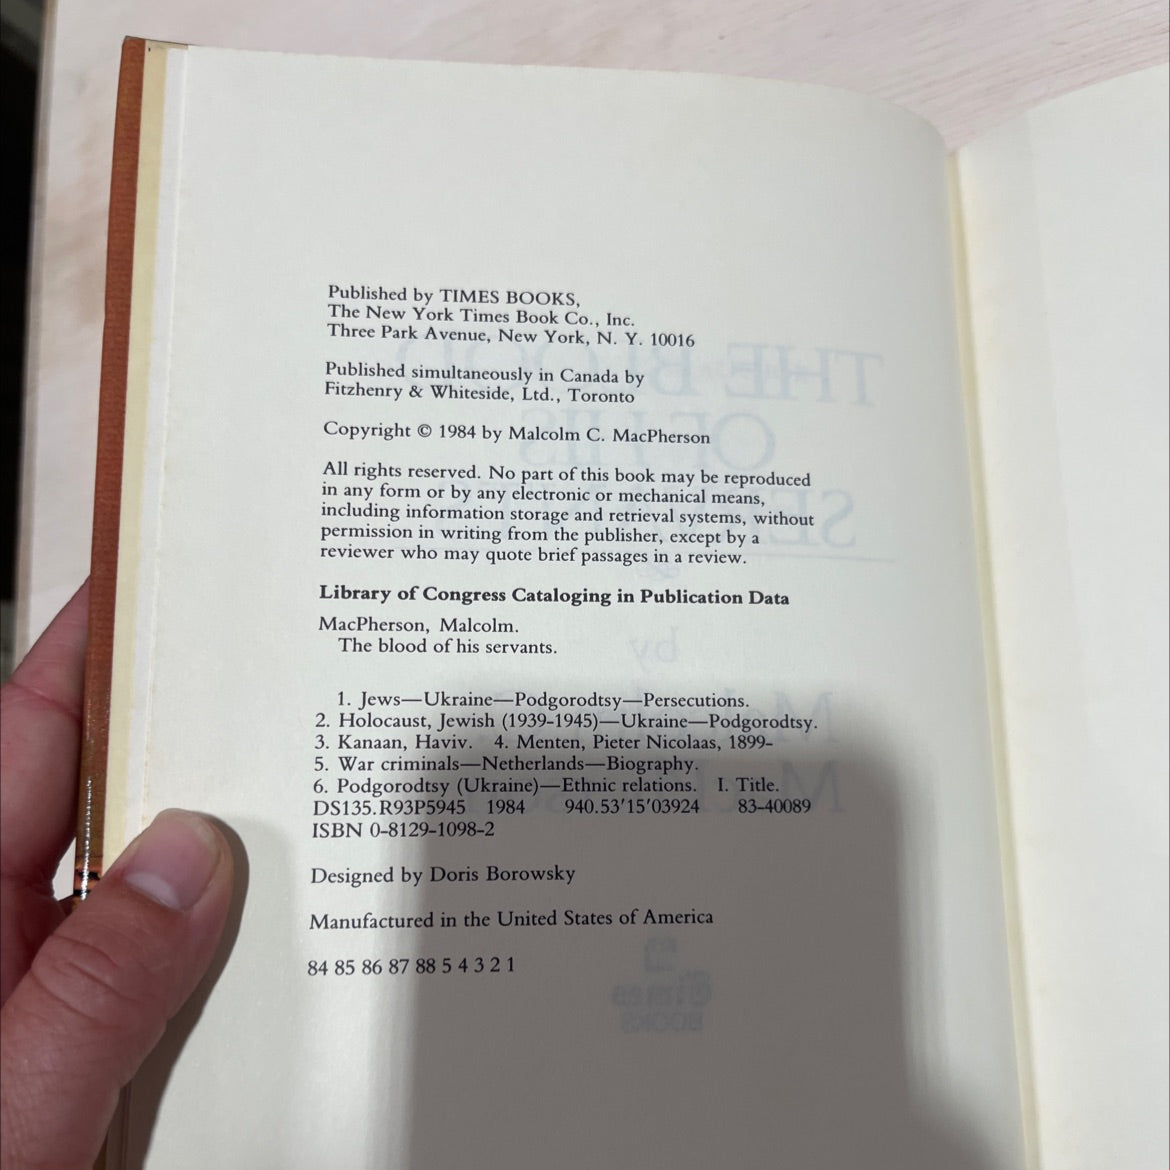 Published by TIMES BOOKS,
The New York Times Book Co., Inc.
Three Park Avenue, New York, N. Y. 10016
Published simultaneously in Canada by
Fitzhenry & Whiteside, Ltd., Toronto
Copyright © 1984 by Malcolm C. MacPherson
All rights reserved. No part of this book may be reproduced
in any form or by any electronic or mechanical means,
including information storage and retrieval systems, without
permission in writing from the publisher, except by a
reviewer who may quote brief passages in a review.
Library of Congress Cataloging in Publication Data
MacPherson, Malcolm.
The blood of his servants.
1. Jews—Ukraine—Podgorodtsy—Persecutions.
2. Holocaust, Jewish (1939-1945)—Ukraine—Podgorodtsy.
3. Kanaan, Haviv. 4. Menten, Pieter Nicolaas, 1899-
5. War criminals—Netherlands—Biography.
6. Podgorodtsy (Ukraine)—Ethnic relations. I. Title.
DS135.R93P5945 1984 940.53′15′03924 83-40089
ISBN 0-8129-1098-2
Designed by Doris Borowsky
Manufactured in the United States of America
84 85 86 87 88 5 4 3 2 1